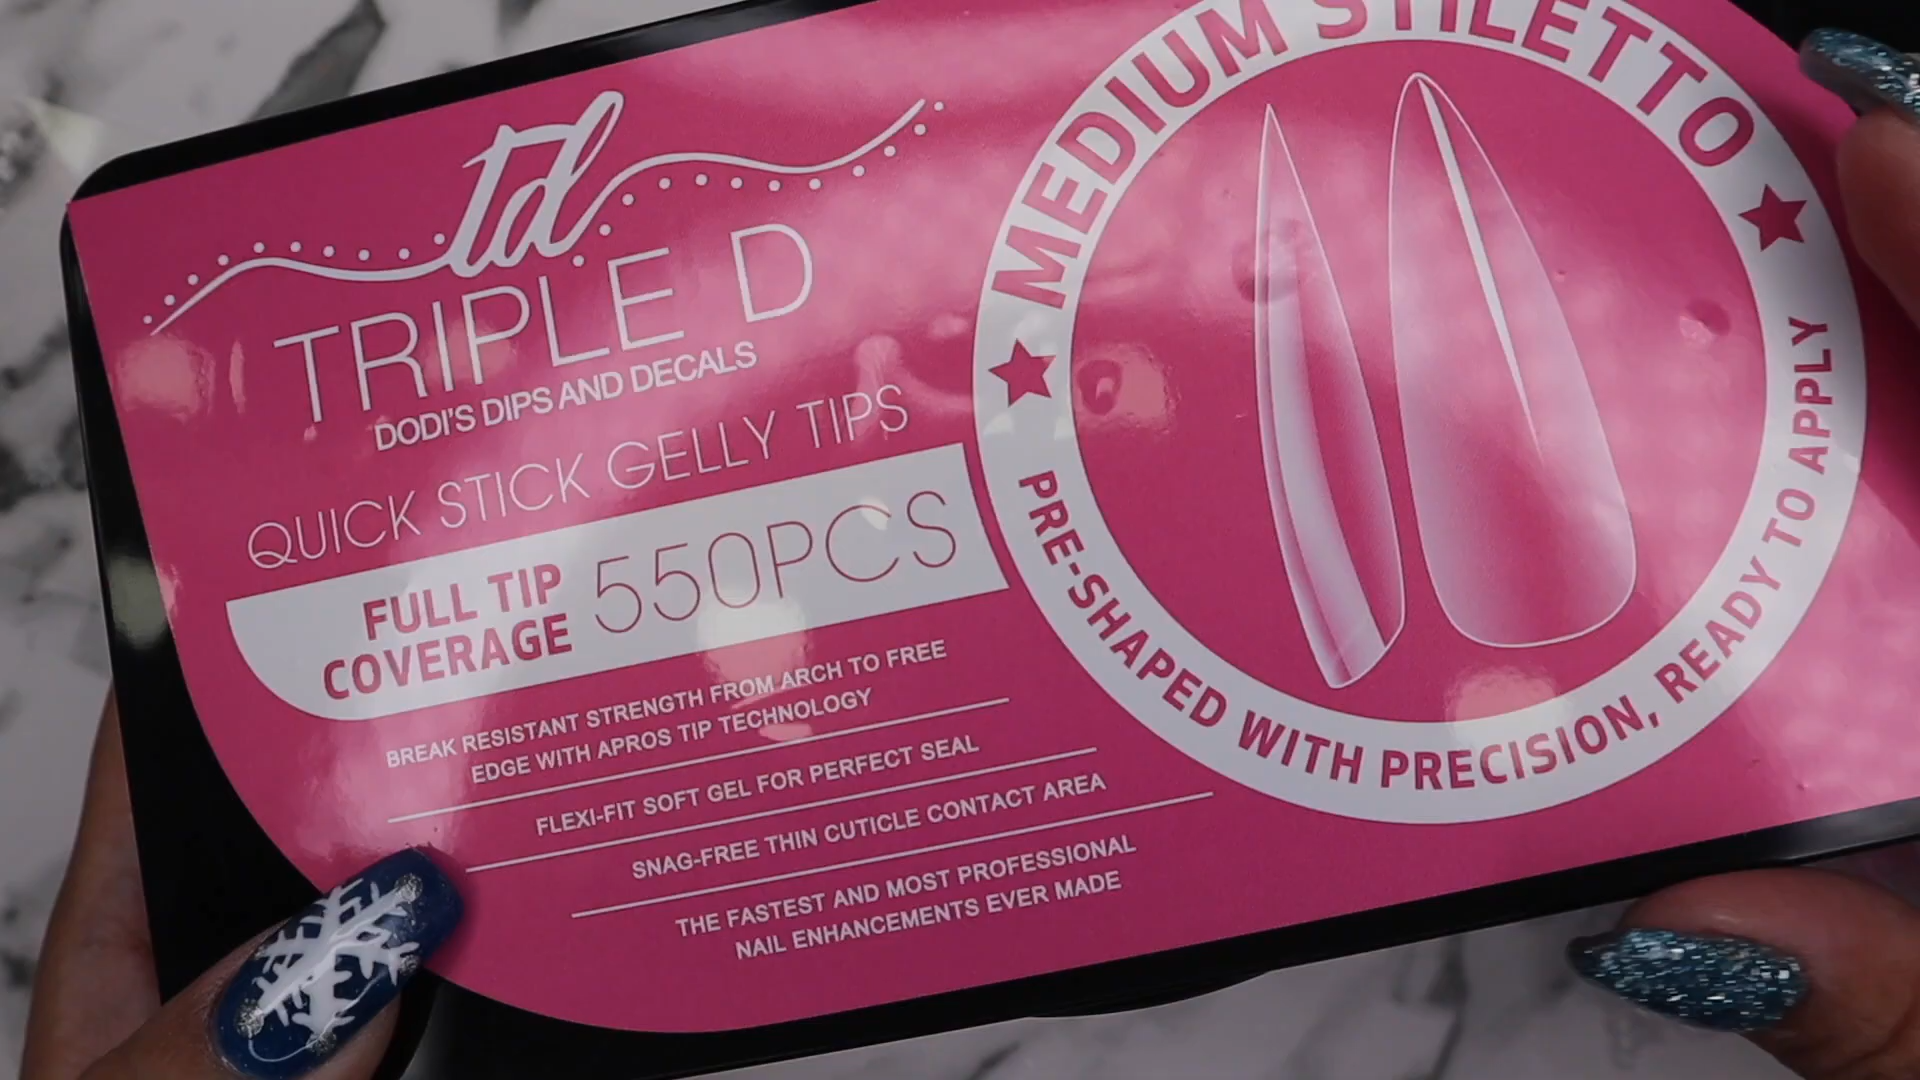 td
TRIPLE D
DODI'S DIPS AND DECALS
QUICK STICK GELLY TIPS
FULL TIP
COVERAGE
550PCS
BREAK RESISTANT STRENGTH FROM ARCH TO FREE
EDGE WITH APROS TIP TECHNOLOGY
FLEXI-FIT SOFT GEL FOR PERFECT SEAL
SNAG-FREE THIN CUTICLE CONTACT AREA
THE FASTEST AND MOST PROFESSIONAL
NAIL ENHANCEMENTS EVER MADE
MEDIUM STILETTO
PRE-SHAPED WITH PRECISION, READY TO APPLY